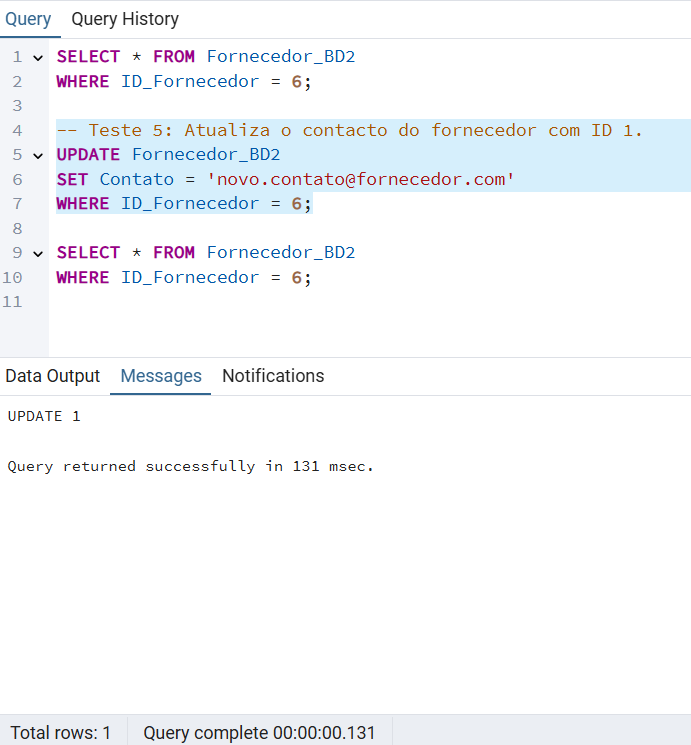 Query Query History
1 SELECT * FROM Fornecedor_BD2
2 WHERE ID_Fornecedor = 6;
3
4 -- Teste 5: Atualiza o contacto do fornecedor com ID 1.
5 UPDATE Fornecedor_BD2
6 SET Contato = 'novo.contato@fornecedor.com'
7 WHERE ID_Fornecedor = 6;
8
9 SELECT * FROM Fornecedor_BD2
10 WHERE ID_Fornecedor = 6;
11
Data Output Messages Notifications
UPDATE 1
Query returned successfully in 131 msec.
Total rows: 1 Query complete 00:00:00.131